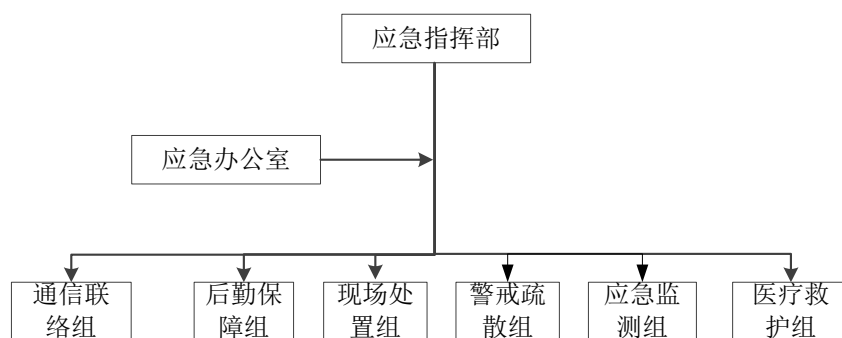 应急指挥部
应急办公室
通信联
络组
后勤保
障组
现场处
置组
警戒疏
散组
应急监
测组
医疗救
护组